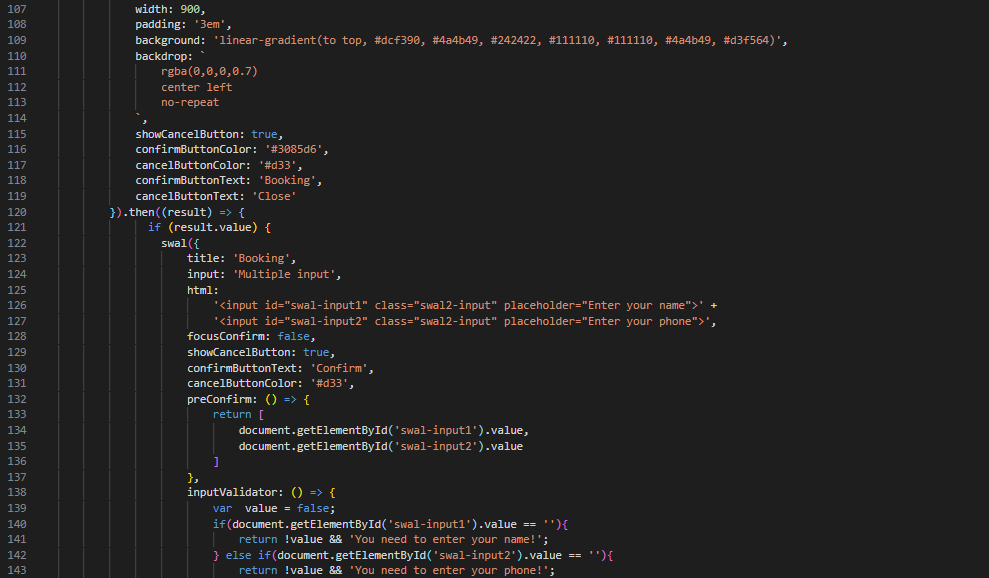 107 width: 900,
108 padding: '3em',
109 background: 'linear-gradient(to top, #dcf390, #4a4b49, #242422, #111110, #111110, #4a4b49, #d3f564)',
110 backdrop: `
111 rgba(0,0,0,0.7)
112 center left
113 no-repeat
114 `,
115 showCancelButton: true,
116 confirmButtonColor: '#3085d6',
117 cancelButtonColor: '#d33',
118 confirmButtonText: 'Booking',
119 cancelButtonText: 'Close'
120 }).then((result) => {
121 if (result.value) {
122 swal({
123 title: 'Booking',
124 input: 'Multiple input',
125 html:
126 '<input id="swal-input1" class="swal2-input" placeholder="Enter your name">' +
127 '<input id="swal-input2" class="swal2-input" placeholder="Enter your phone">',
128 focusConfirm: false,
129 showCancelButton: true,
130 confirmButtonText: 'Confirm',
131 cancelButtonColor: '#d33',
132 preConfirm: () => {
133 return [
134 document.getElementById('swal-input1').value,
135 document.getElementById('swal-input2').value
136 ]
137 },
138 inputValidator: () => {
139 var  value = false;
140 if(document.getElementById('swal-input1').value == ''){
141 return !value && 'You need to enter your name!';
142 } else if(document.getElementById('swal-input2').value == ''){
143 return !value && 'You need to enter your phone!';